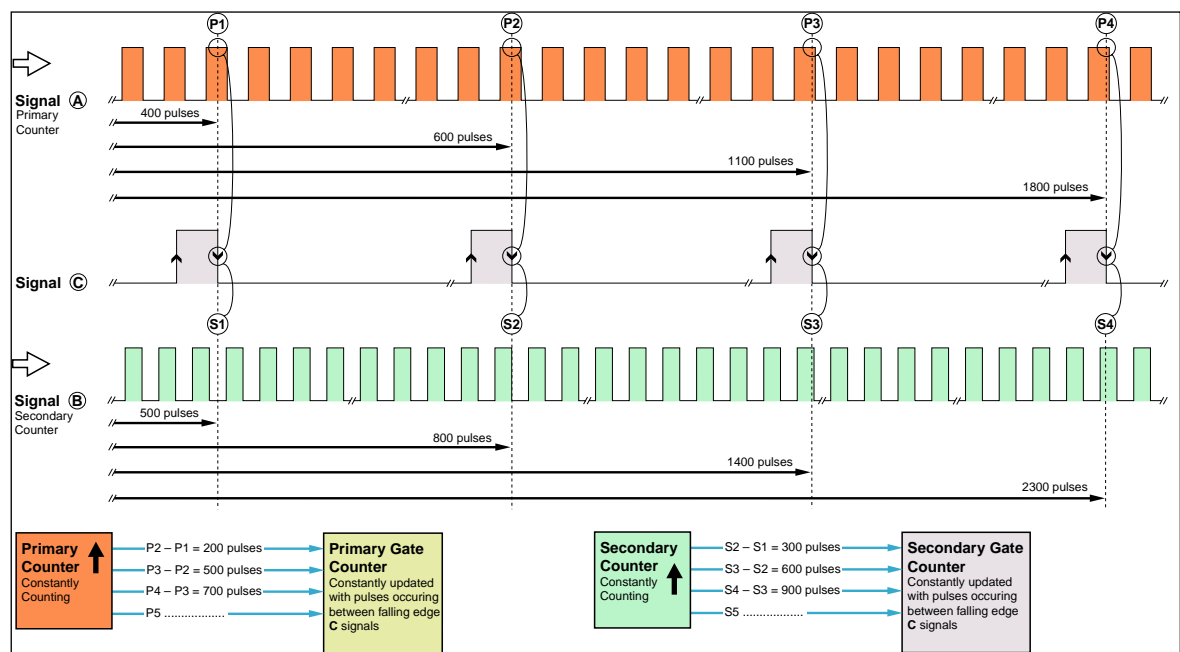 P1 P2 P3 P4
Signal A
Primary
Counter
400 pulses
600 pulses
1100 pulses
1800 pulses
Signal C
S1 S2 S3 S4
Signal B
Secondary
Counter
500 pulses
800 pulses
1400 pulses
2300 pulses
Primary
Counter
Constantly
Counting
P2 – P1 = 200 pulses
P3 – P2 = 500 pulses
P4 – P3 = 700 pulses
P5 ..................
Primary Gate
Counter
Constantly updated
with pulses occuring
between falling edge
C signals
Secondary
Counter
Constantly
Counting
S2 – S1 = 300 pulses
S3 – S2 = 600 pulses
S4 – S3 = 900 pulses
S5 ..................
Secondary Gate
Counter
Constantly updated
with pulses occuring
between falling edge
C signals